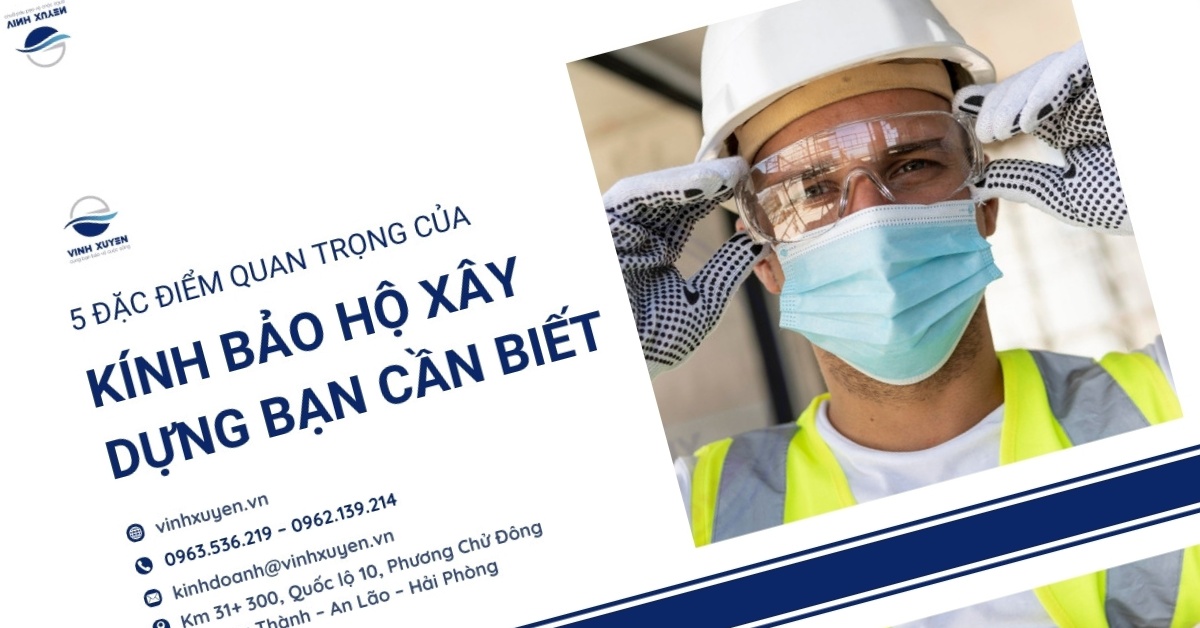 VINH XUYEN
VINH XUYEN
5 ĐẶC ĐIỂM QUAN TRỌNG CỦA
KÍNH BẢO HỘ XÂY
DỰNG BẠN CẦN BIẾT
vinhxuyen.vn
0963.536.219 – 0962.139.214
kinhdoanh@vinhxuyen.vn
Km 31+ 300, Quốc lộ 10, Phương Chử Đông
Thành – An Lão – Hải Phòng